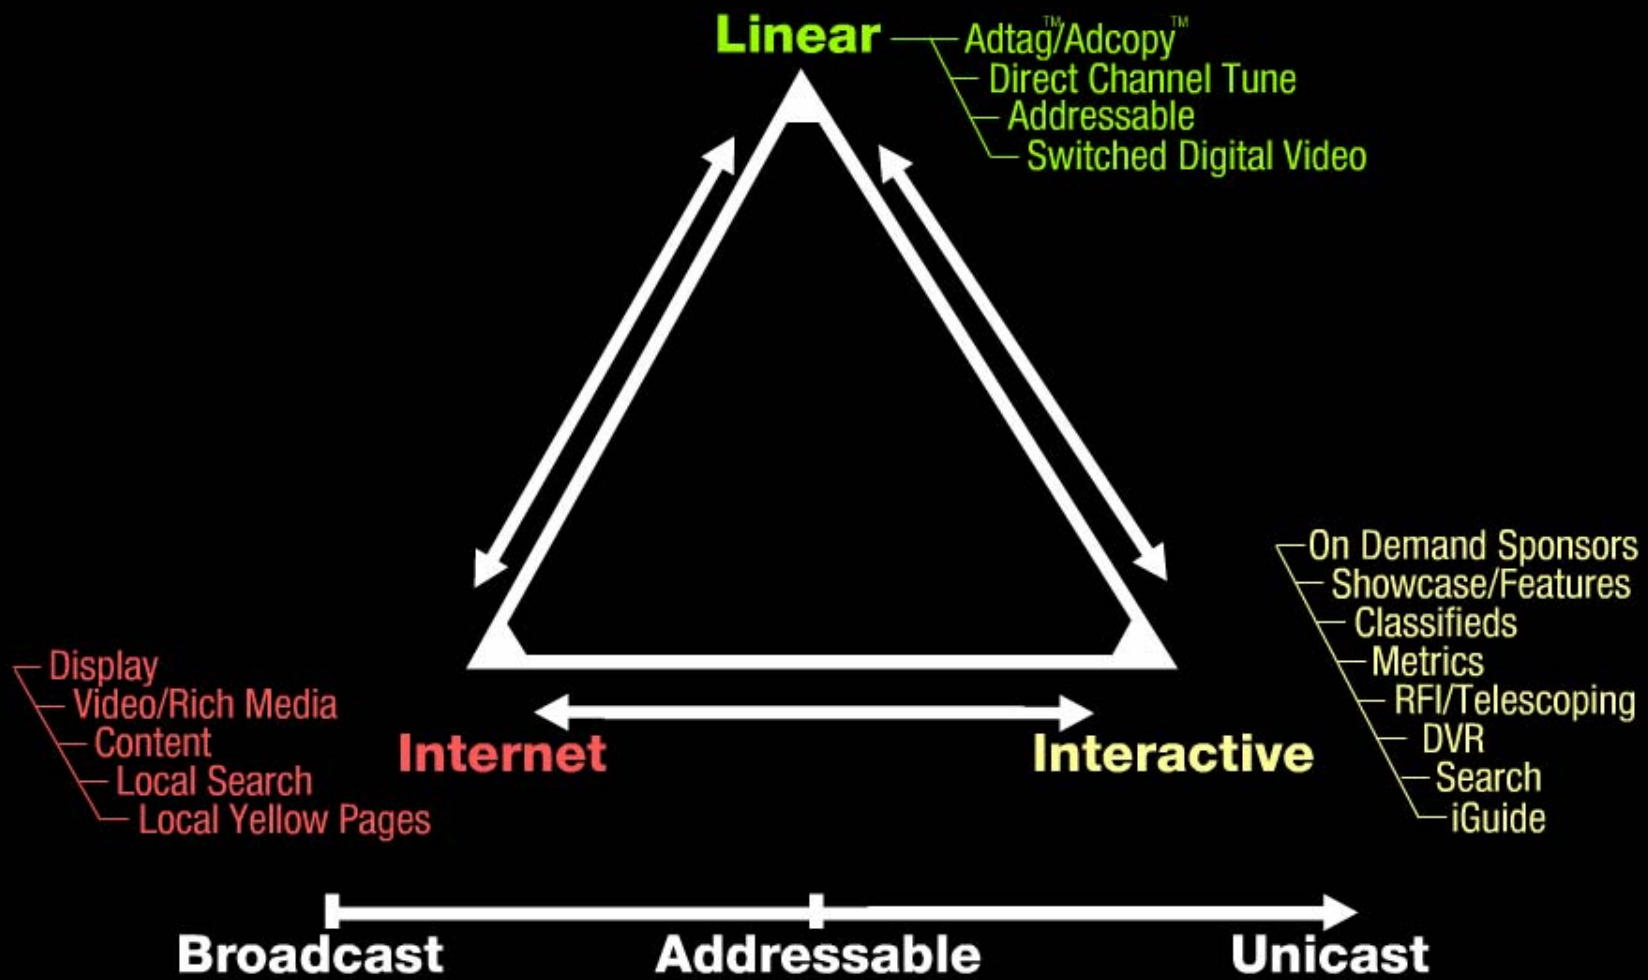 Linear
Adtag™/Adcopy™
Direct Channel Tune
Addressable
Switched Digital Video
On Demand Sponsors
Showcase/Features
Classifieds
Metrics
RFI/Telescoping
DVR
Search
iGuide
Display
Video/Rich Media
Content
Local Search
Local Yellow Pages
Internet
Interactive
Broadcast
Addressable
Unicast